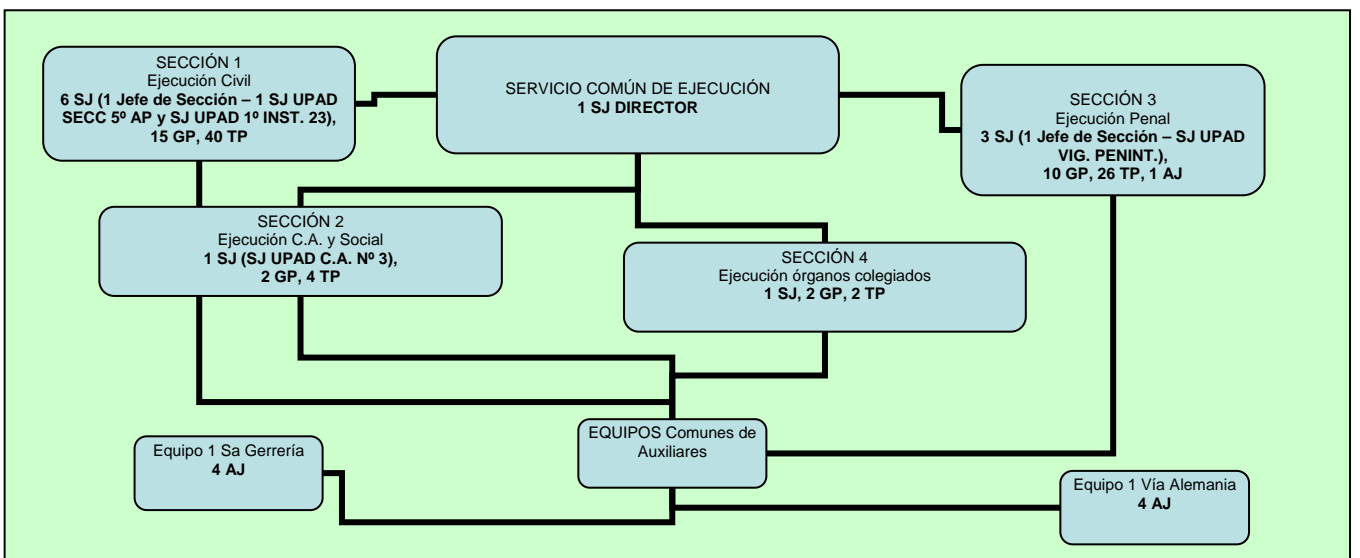 SECCIÓN 1
Ejecución Civil
6 SJ (1 Jefe de Sección – 1 SJ UPAD
SECC 5º AP y SJ UPAD 1º INST. 23),
15 GP, 40 TP
SERVICIO COMÚN DE EJECUCIÓN
1 SJ DIRECTOR
SECCIÓN 3
Ejecución Penal
3 SJ (1 Jefe de Sección – SJ UPAD
VIG. PENINT.),
10 GP, 26 TP, 1 AJ
SECCIÓN 2
Ejecución C.A. y Social
1 SJ (SJ UPAD C.A. Nº 3),
2 GP, 4 TP
SECCIÓN 4
Ejecución órganos colegiados
1 SJ, 2 GP, 2 TP
EQUIPOS Comunes de
Auxiliares
Equipo 1 Sa Gerrería
4 AJ
Equipo 1 Vía Alemania
4 AJ